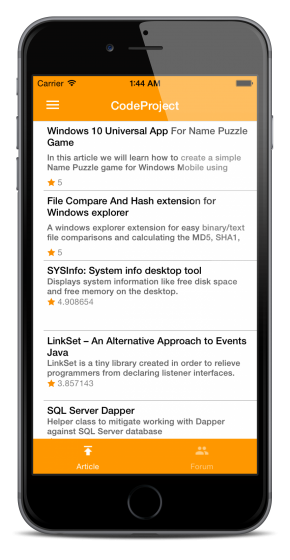 Carrier 1:44 AM
CodeProject
Windows 10 Universal App For Name Puzzle
Game
In this article we will learn how to create a simple
Name Puzzle game for Windows Mobile using
5
File Compare And Hash extension for
Windows explorer
A windows explorer extension for easy binary/text
file comparisons and calculating the MD5, SHA1,
5
SYSInfo: System info desktop tool
Displays system information like free disk space
and free memory on the desktop.
4.908654
LinkSet – An Alternative Approach to Events
Java
LinkSet is a tiny library created in order to relieve
programmers from declaring listener interfaces.
3.857143
SQL Server Dapper
Helper class to mitigate working with Dapper
against SQL Server database
Article Forum